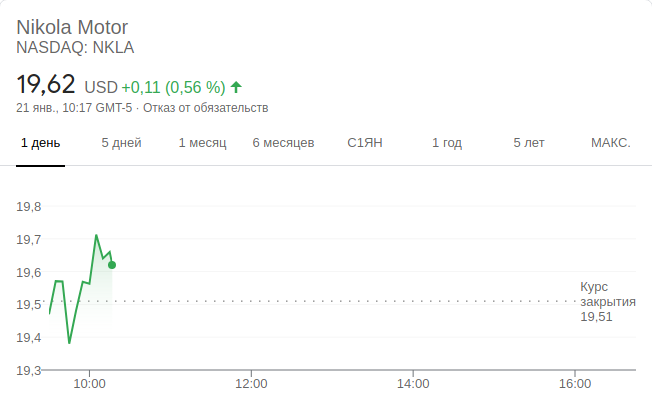 Nikola Motor
NASDAQ: NKLA
19,62 USD +0,11 (0,56 %)
21 янв., 10:17 GMT-5 · Отказ от обязательств
1 день 5 дней 1 месяц 6 месяцев С1ЯН 1 год 5 лет МАКС.
19,8
19,7
19,6
19,5
19,4
19,3
Курс
закрытия
19,51
10:00 12:00 14:00 16:00